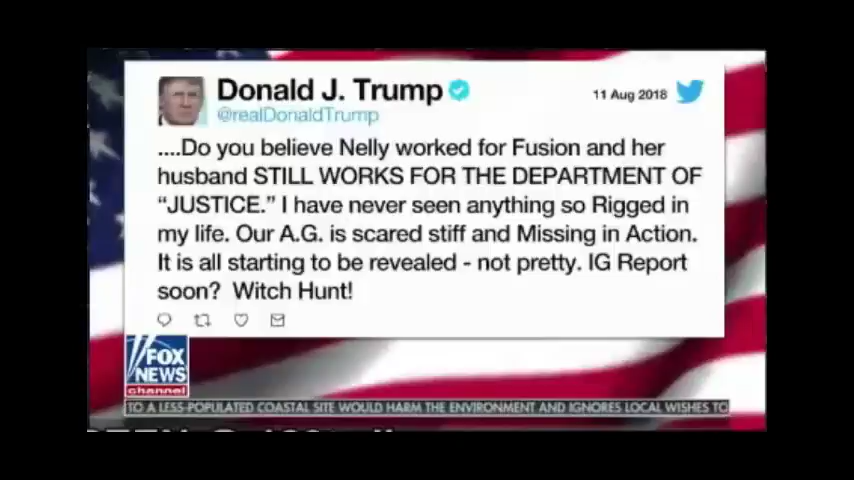 Donald J. Trump
11 Aug 2018
@realDonaldTrump
....Do you believe Nelly worked for Fusion and her
husband STILL WORKS FOR THE DEPARTMENT OF
“JUSTICE.” I have never seen anything so Rigged in
my life. Our A.G. is scared stiff and Missing in Action.
It is all starting to be revealed - not pretty. IG Report
soon?  Witch Hunt!
FOX
NEWS
channel
TO A LESS-POPULATED COASTAL SITE WOULD HARM THE ENVIRONMENT AND IGNORES LOCAL WISHES TO